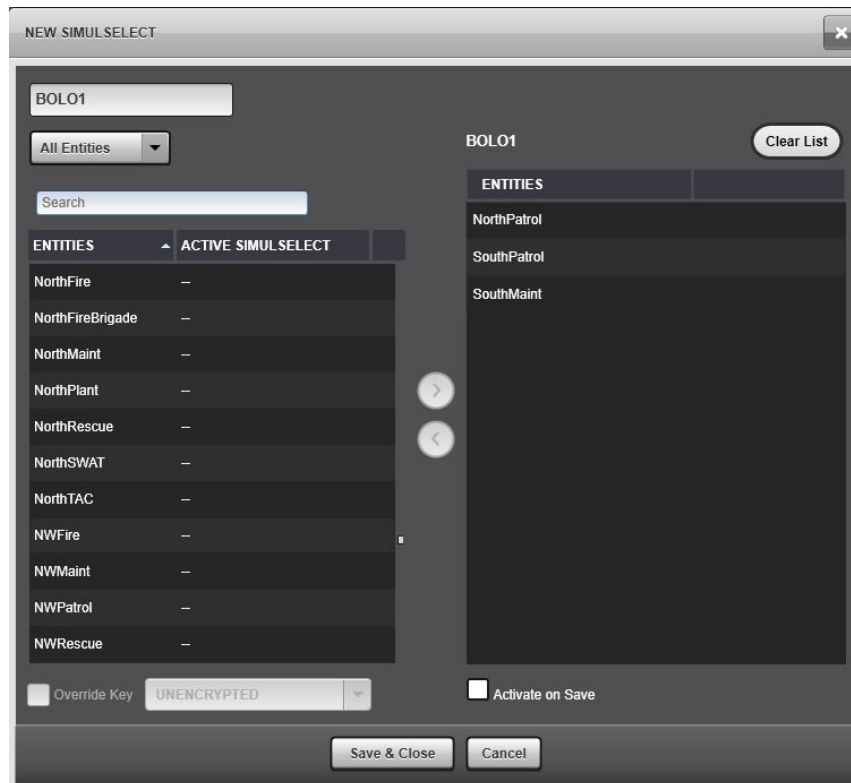 NEW SIMULSELECT
BOLO1
All Entities
BOLO1
Clear List
Search
ENTITIES
ENTITIES ACTIVE SIMULSELECT
NorthPatrol
SouthPatrol
SouthMaint
NorthFire --
NorthFireBrigade --
NorthMaint --
NorthPlant --
NorthRescue --
NorthSWAT --
NorthTAC --
NWFire --
NWMaint --
NWPatrol --
NWRescue --
Override Key UNENCRYPTED
Activate on Save
Save & Close Cancel